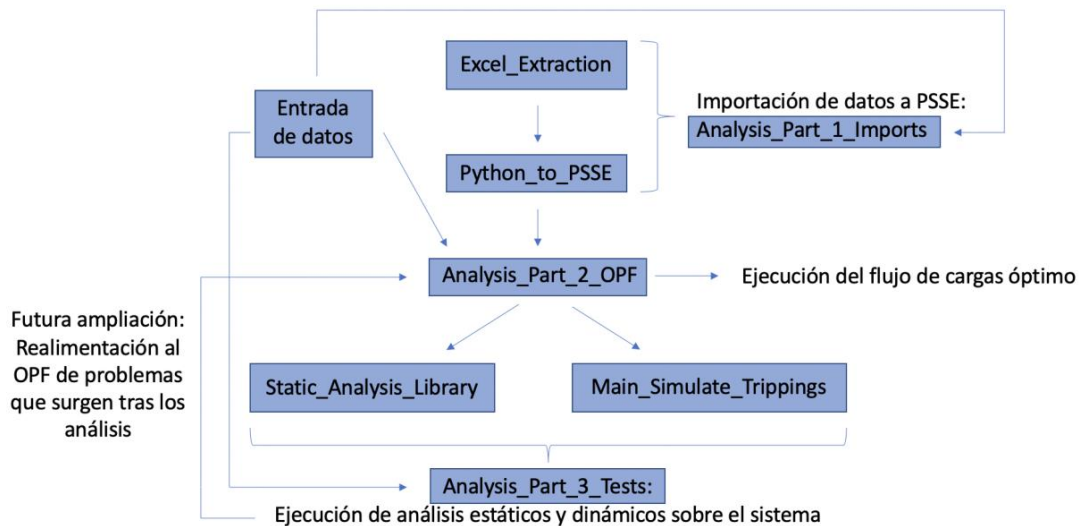 Excel_Extraction
Entrada
de datos
Importación de datos a PSSE:
Analysis_Part_1_Imports
Python_to_PSSE
Analysis_Part_2_OPF
Ejecución del flujo de cargas óptimo
Futura ampliación:
Realimentación al
OPF de problemas
que surgen tras los
análisis
Static_Analysis_Library
Main_Simulate_Trippings
Analysis_Part_3_Tests:
Ejecución de análisis estáticos y dinámicos sobre el sistema